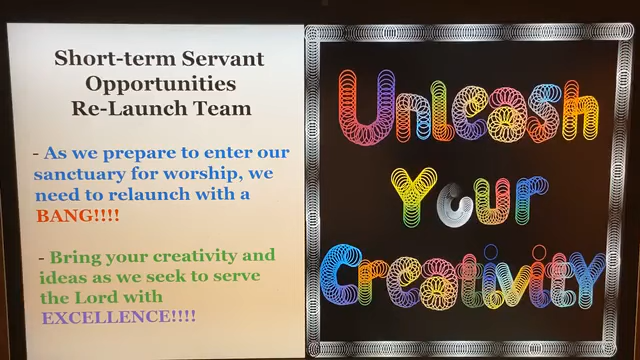 Short-term Servant
Opportunities
Re-Launch Team
- As we prepare to enter our
sanctuary for worship, we
need to relaunch with a
BANG!!!!
- Bring your creativity and
ideas as we seek to serve
the Lord with
EXCELLENCE!!!!
Unleash
Your
Creativity